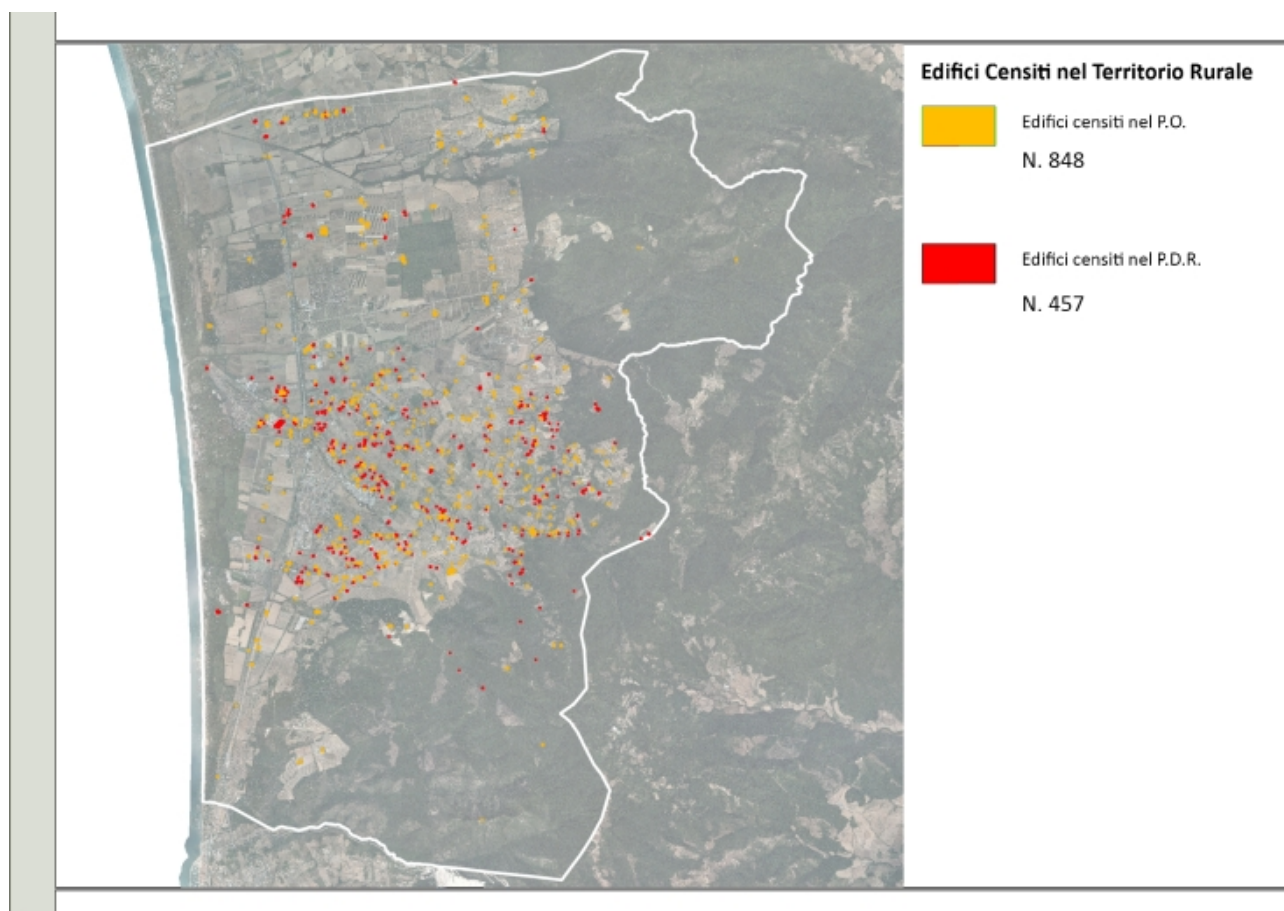 Edifici Censiti nel Territorio Rurale
Edifici censiti nel P.O.
N. 848
Edifici censiti nel P.D.R.
N. 457